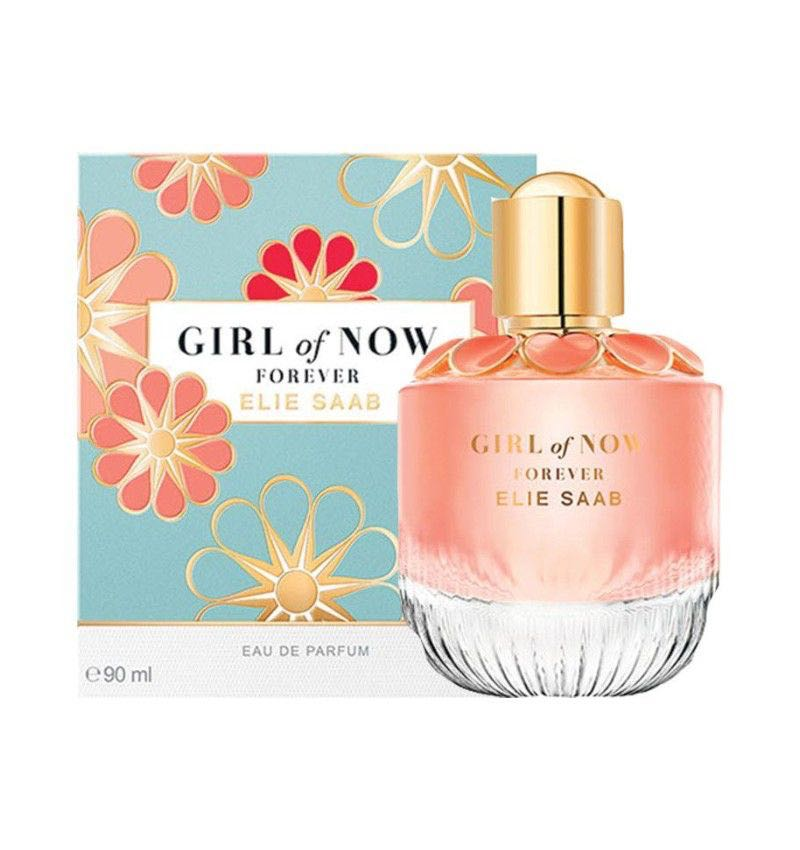 GIRL of NOW
FOREVER
ELIE SAAB
EAU DE PARFUM
℮90 ml
GIRL of NOW
FOREVER
ELIE SAAB